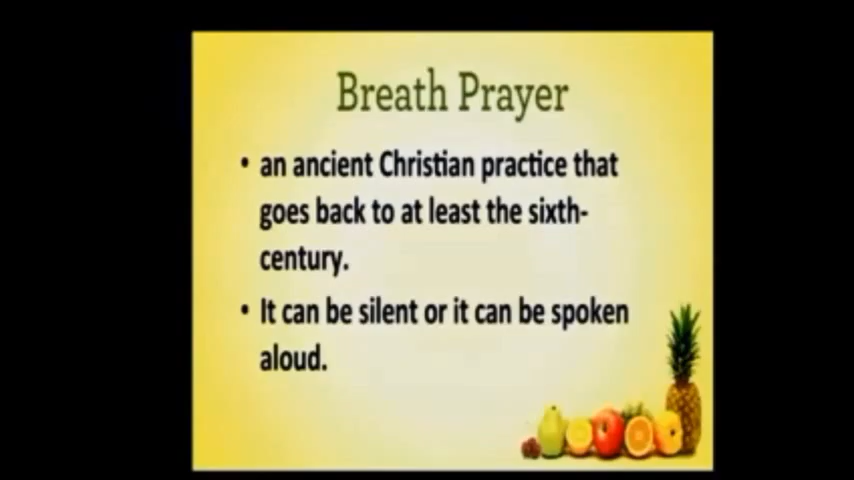 Breath Prayer
• an ancient Christian practice that
goes back to at least the sixth-
century.
• It can be silent or it can be spoken
aloud.